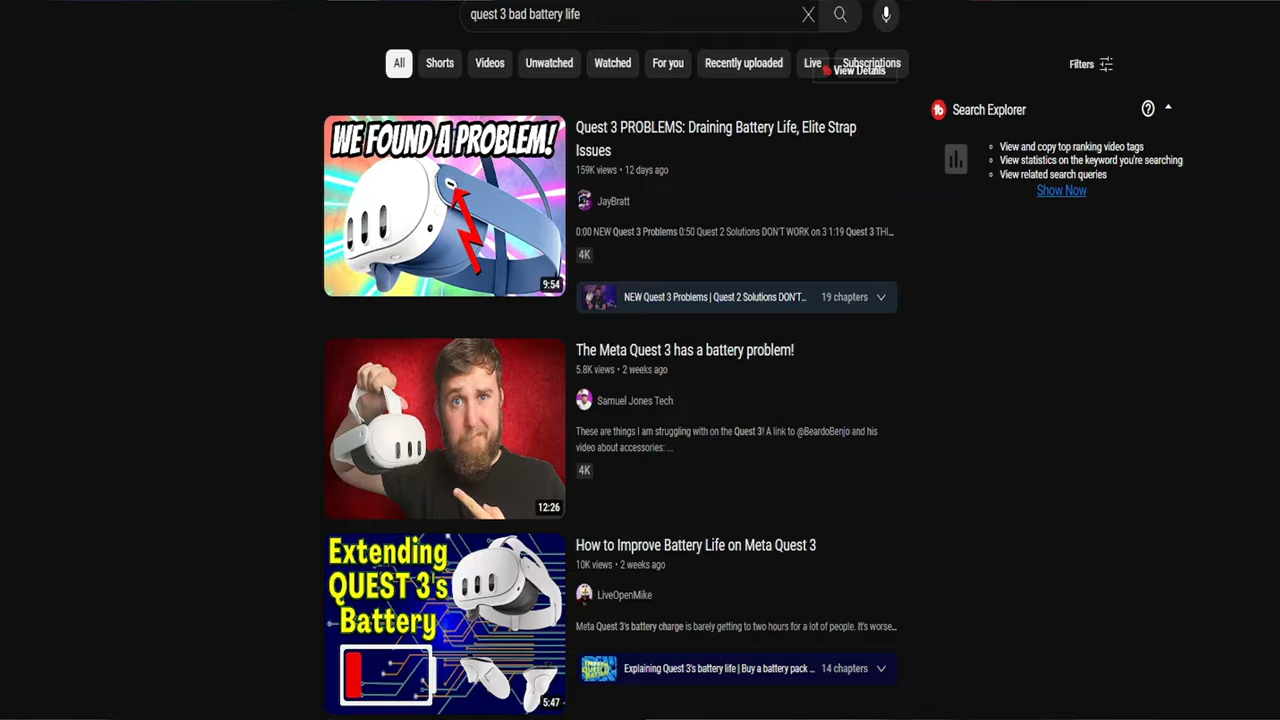 quest 3 bad battery life
All
Shorts
Videos
Unwatched
Watched
For you
Recently uploaded
Live
Subscriptions
View Details
Filters
WE FOUND A PROBLEM!
9:54
Quest 3 PROBLEMS: Draining Battery Life, Elite Strap
Issues
159K views • 12 days ago
JayBratt
0:00 NEW Quest 3 Problems 0:50 Quest 2 Solutions DON'T WORK on 3 1:19 Quest 3 THI...
4K
NEW Quest 3 Problems | Quest 2 Solutions DON'T...
19 chapters
Search Explorer
View and copy top ranking video tags
View statistics on the keyword you're searching
View related search queries
Show Now
12:26
The Meta Quest 3 has a battery problem!
5.8K views • 2 weeks ago
Samuel Jones Tech
These are things I am struggling with on the Quest 3! A link to @BeardoBenjo and his
video about accessories: ...
4K
Extending
QUEST 3's
Battery
5:47
How to Improve Battery Life on Meta Quest 3
10K views • 2 weeks ago
LiveOpenMike
Meta Quest 3's battery charge is barely getting to two hours for a lot of people. It's worse...
Explaining Quest 3's battery life | Buy a battery pack ...
14 chapters